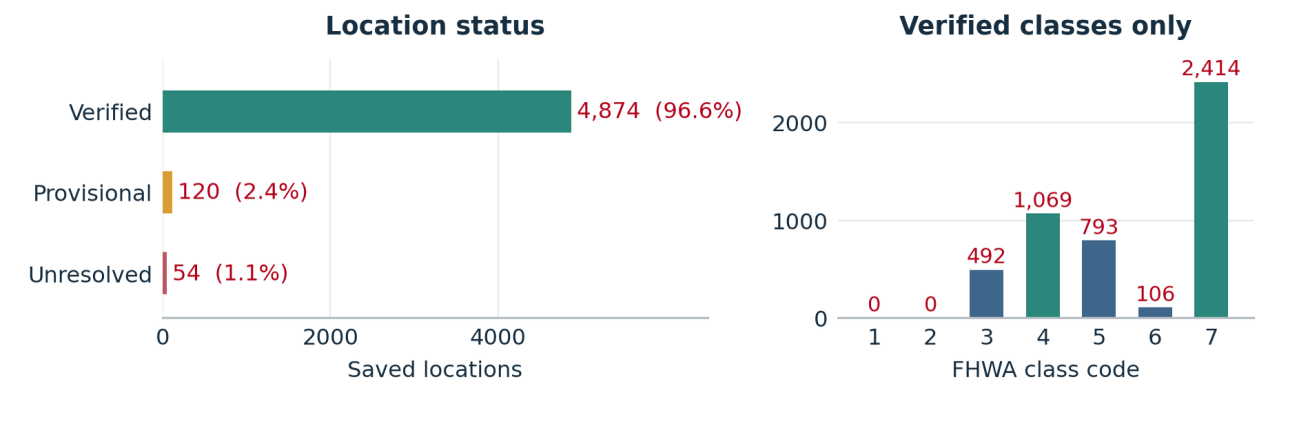 Location status
Verified
4,874 (96.6%)
Provisional
120 (2.4%)
Unresolved
54 (1.1%)
0 2000 4000
Saved locations
Verified classes only
2,414
2000
1,069
1000
793
492
106
0 0
0
1 2 3 4 5 6 7
FHWA class code